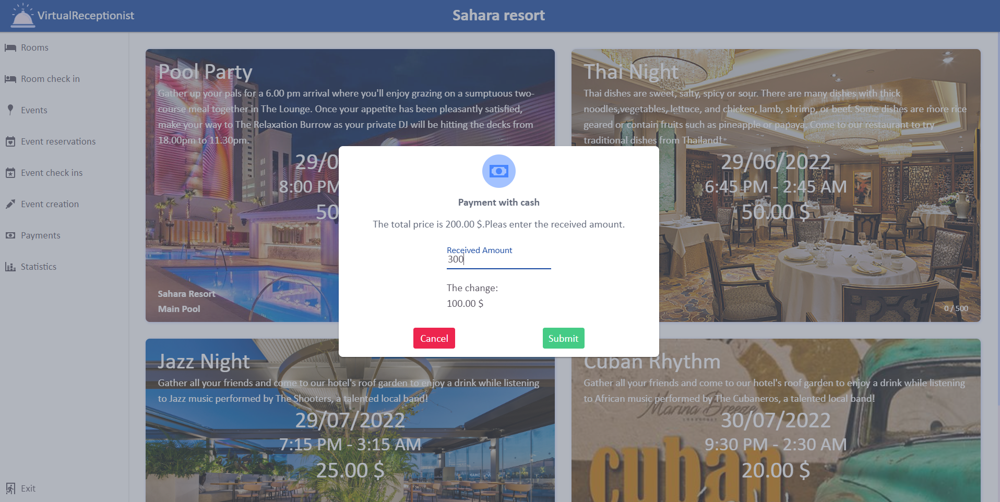 VirtualReceptionist
Sahara resort
Rooms
Room check in
Events
Event reservations
Event check ins
Event creation
Payments
Statistics
Exit
Pool Party
Gather up your pals for a 6.00 pm arrival where you'll enjoy grazing on a sumptuous two-
course meal together in The Lounge. Once your appetite has been pleasantly satisfied,
make your way to The Relaxation Burrow as your private DJ will be hitting the decks from
18.00pm to 11.30pm.
29/0
8:00 PM
50
Sahara Resort
Main Pool
Thai Night
Thai dishes are sweet, salty, spicy or sour. There are many dishes with thick
noodles,vegetables, lettuce, and chicken, lamb, shrimp, or beef. Some dishes are more rice
geared or contain fruits such as pineapple or papaya. Come to our restaurant to try
traditional dishes from Thailand!
29/06/2022
6:45 PM - 2:45 AM
50.00 $
0 / 500
Payment with cash
The total price is 200.00 $.Pleas enter the received amount.
Received Amount
300
The change:
100.00 $
Cancel
Submit
Jazz Night
Gather all your friends and come to our hotel's roof garden to enjoy a drink while listening
to Jazz music performed by The Shooters, a talented local band!
29/07/2022
7:15 PM - 3:15 AM
25.00 $
Cuban Rhythm
Gather all your friends and come to our hotel's roof garden to enjoy a drink while listening
to African music performed by The Cubaneros, a talented local band!
Marina Breeze
30/07/2022
9:30 PM - 2:30 AM
20.00 $
cuban